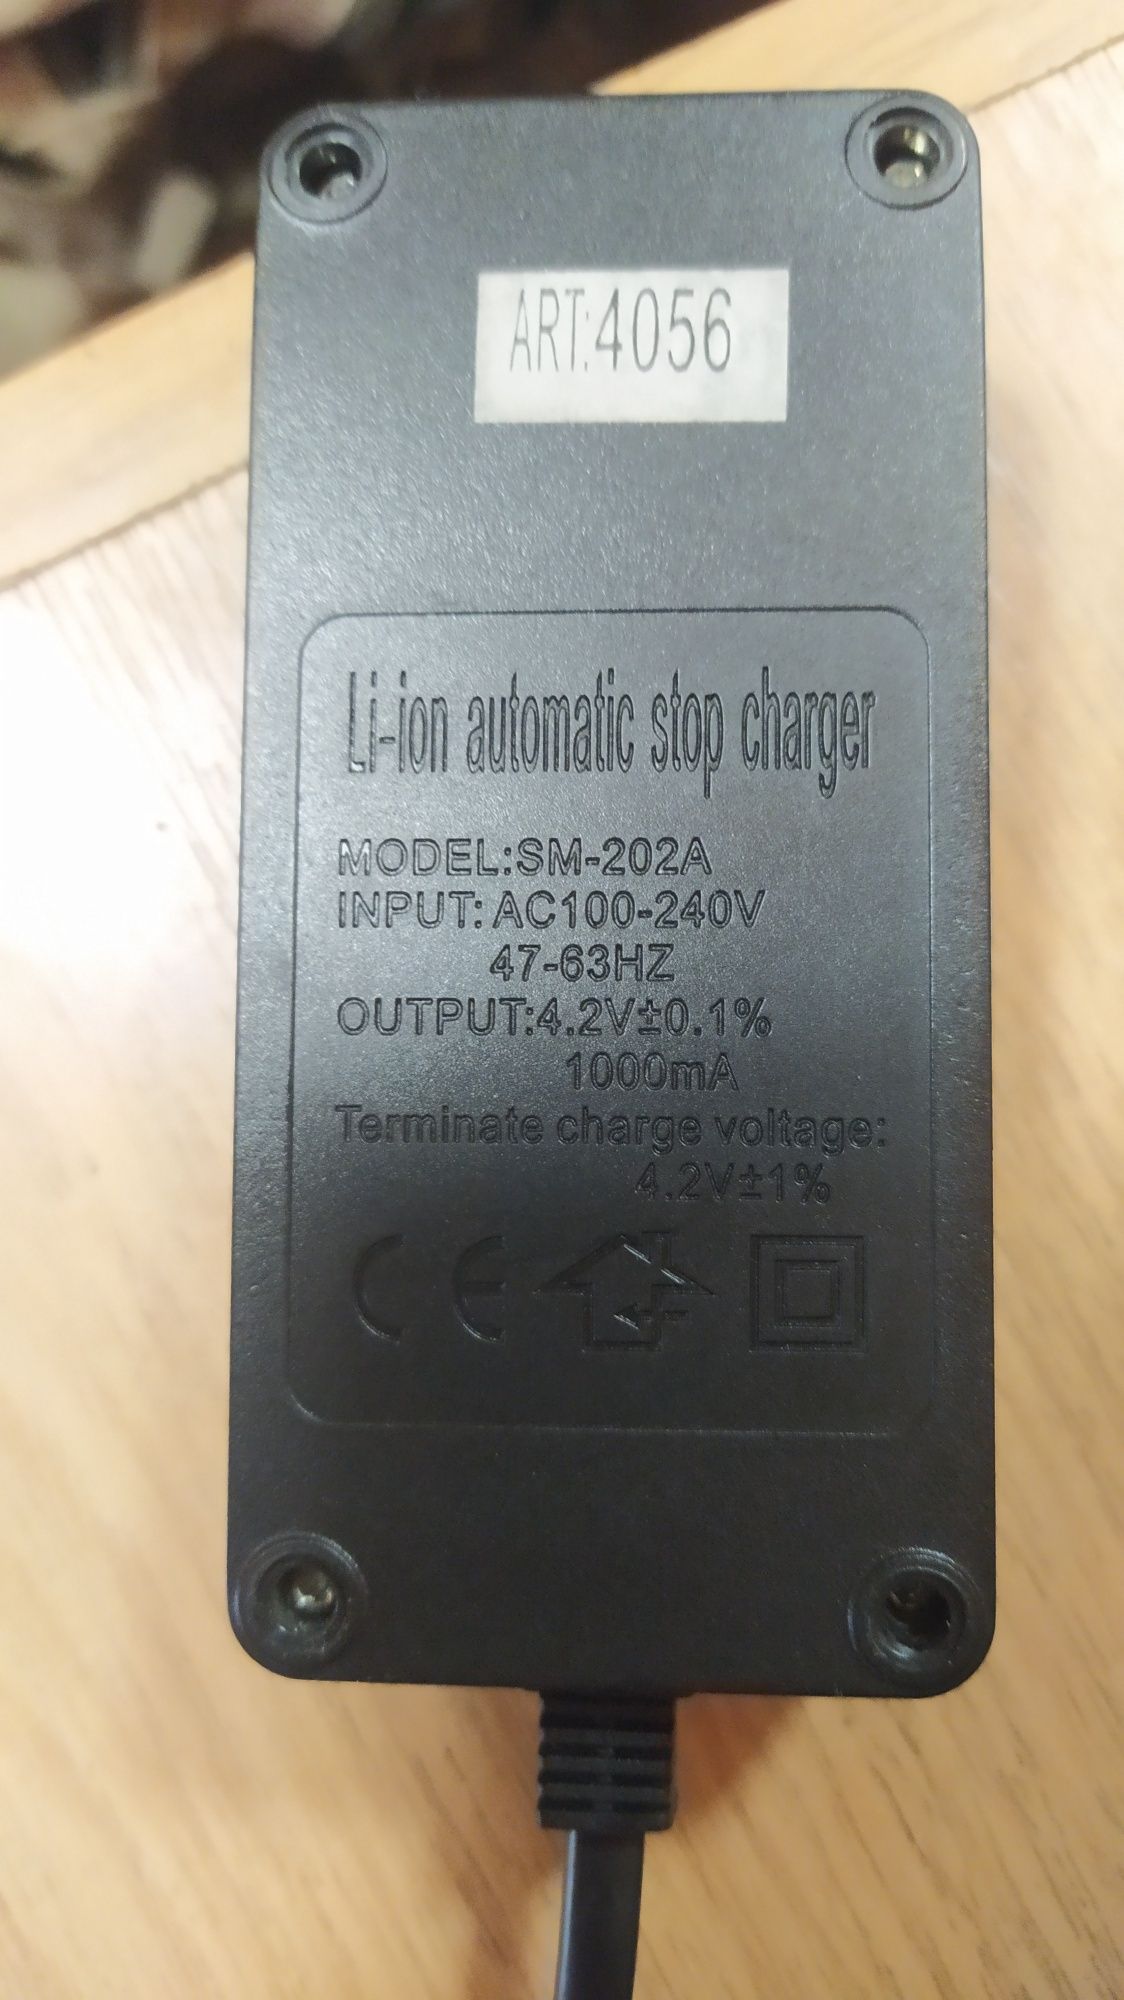 ART:4056
Li-ion automatic stop charger
MODEL:SM-202A
INPUT: AC100-240V
47-63HZ
OUTPUT:4.2V±0.1%
1000mA
Terminate charge voltage:
4.2V±1%
CE